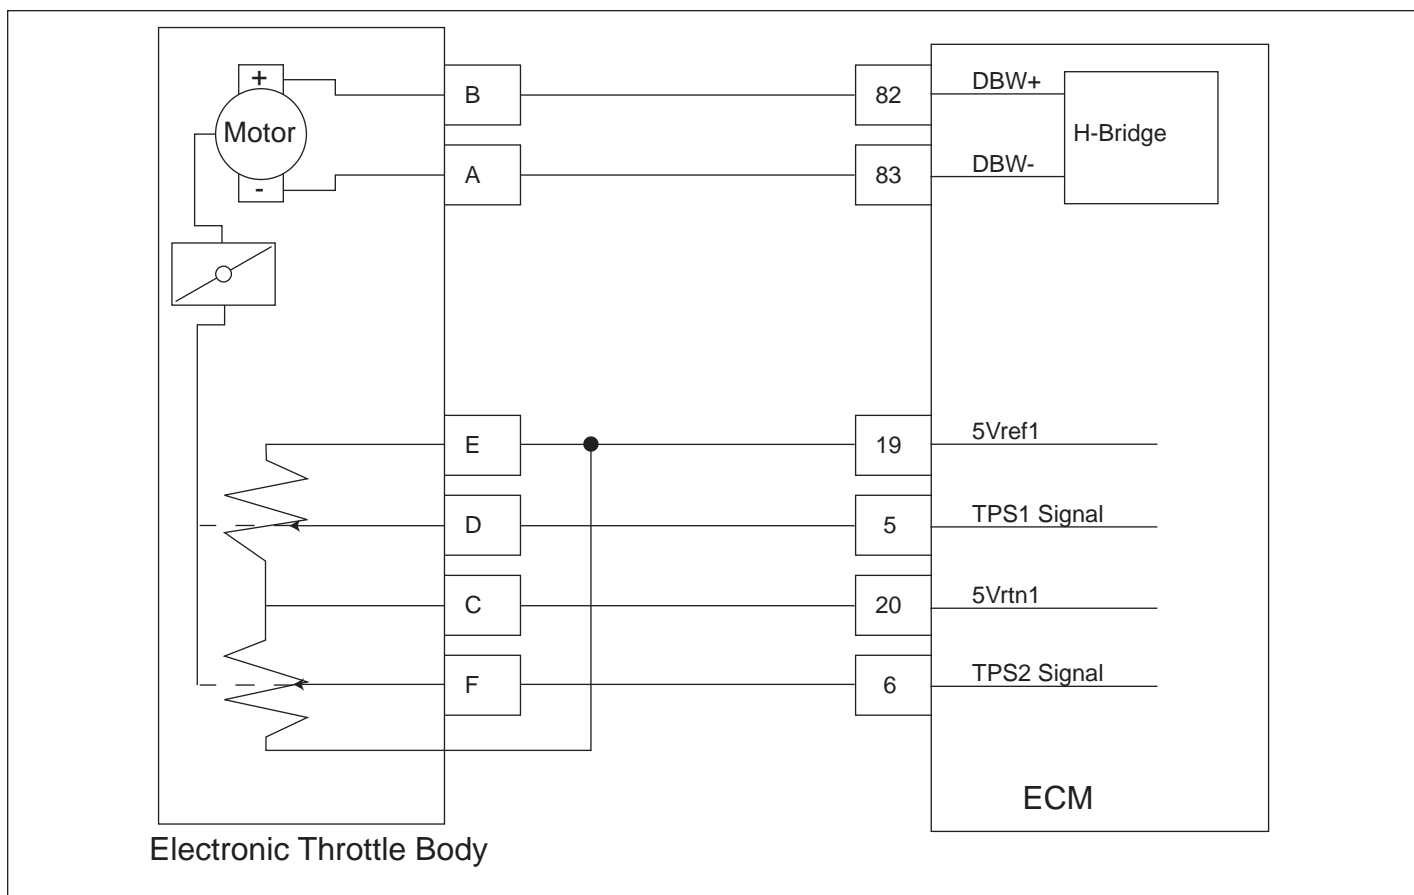 +
Motor
-
B
82
DBW+
H-Bridge
A
83
DBW-
E
19
5Vref1
D
5
TPS1 Signal
C
20
5Vrtn1
F
6
TPS2 Signal
ECM
Electronic Throttle Body